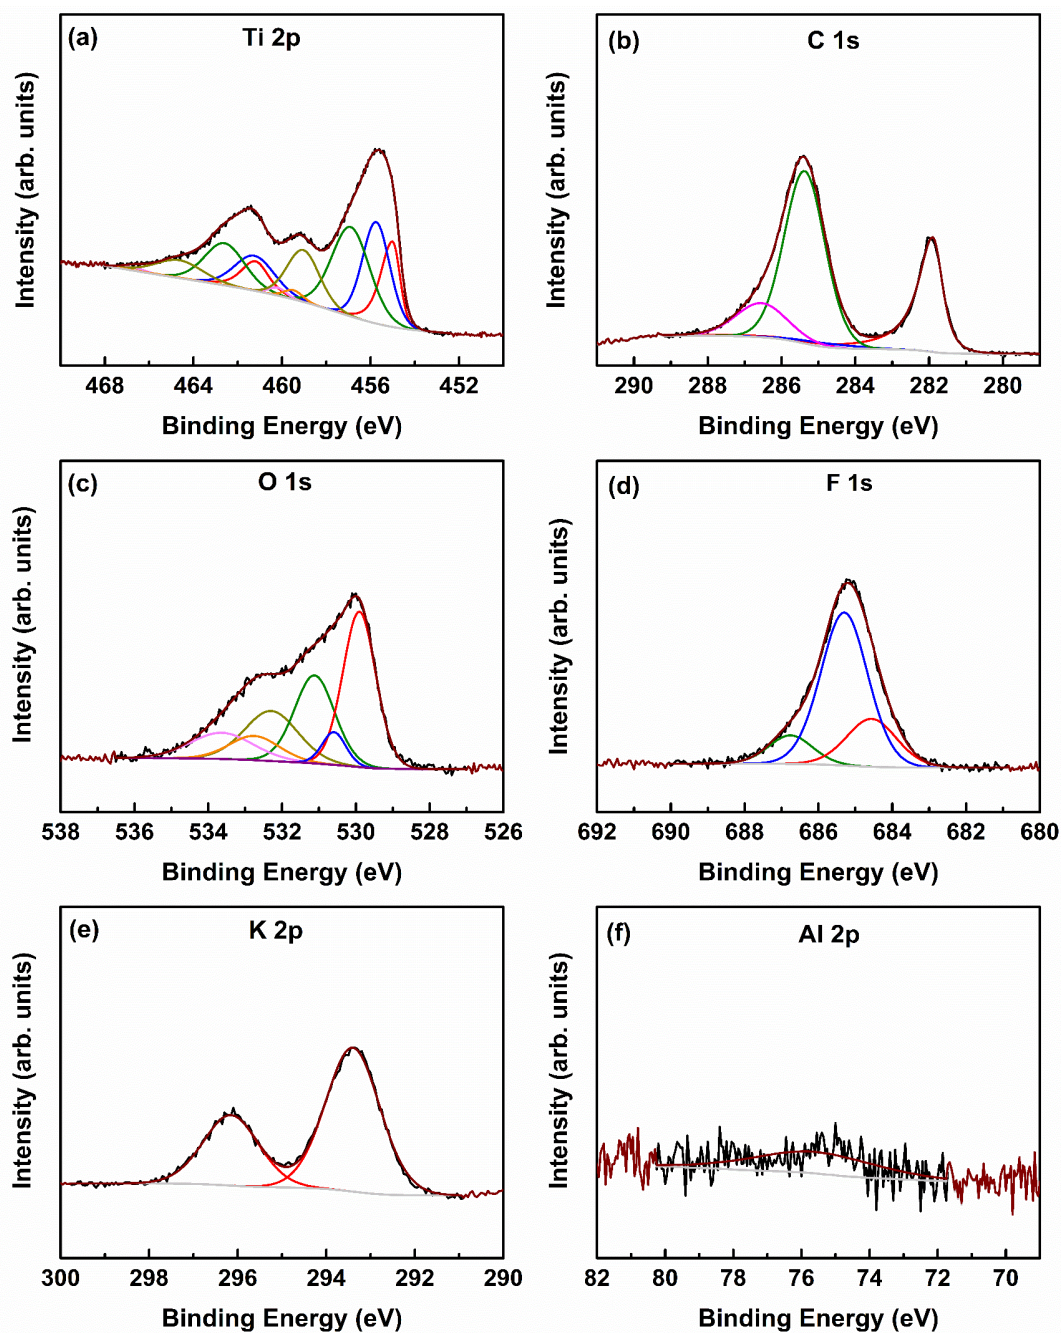 (a) Ti 2p
Intensity (arb. units)
468 464 460 456 452
Binding Energy (eV)
(b) C 1s
Intensity (arb. units)
290 288 286 284 282 280
Binding Energy (eV)
(c) O 1s
Intensity (arb. units)
538 536 534 532 530 528 526
Binding Energy (eV)
(d) F 1s
Intensity (arb. units)
692 690 688 686 684 682 680
Binding Energy (eV)
(e) K 2p
Intensity (arb. units)
300 298 296 294 292 290
Binding Energy (eV)
(f) Al 2p
Intensity (arb. units)
82 80 78 76 74 72 70
Binding Energy (eV)